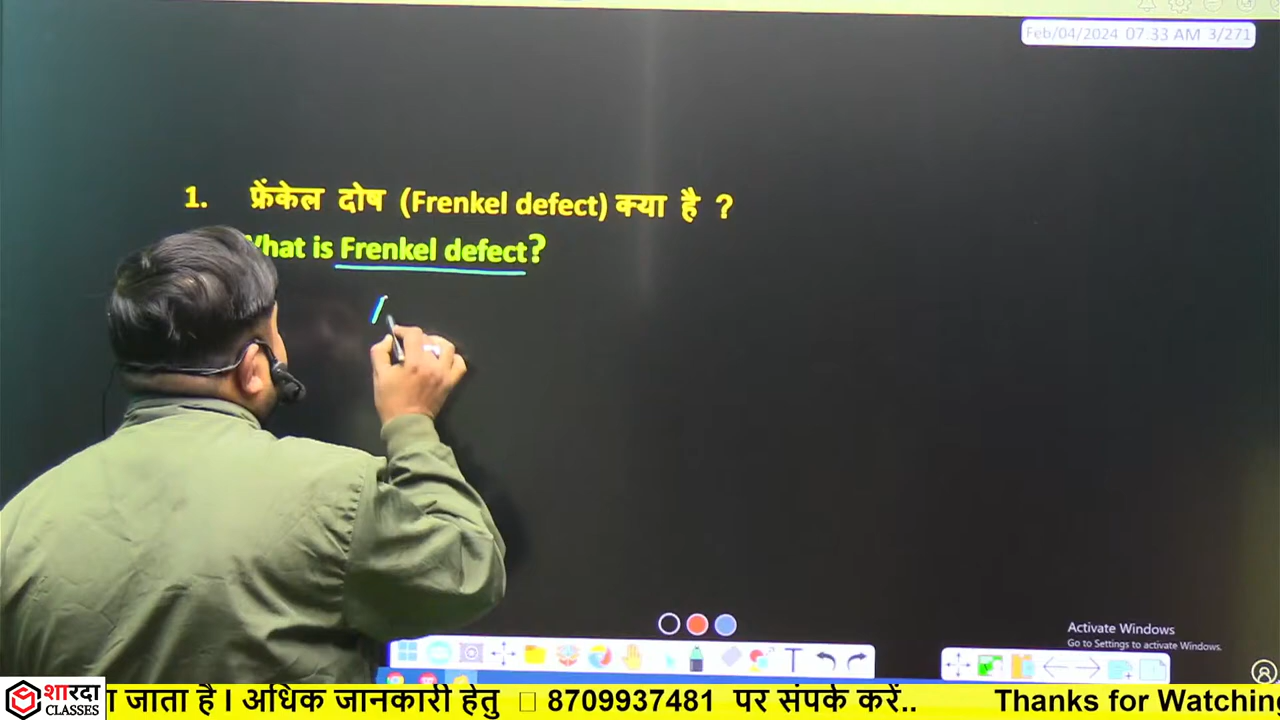 Feb/04/2024 07.33 AM 3/271
1. फ्रेंकेल दोष (Frenkel defect) क्या है ?
What is Frenkel defect?
Activate Windows
Go to Settings to activate Windows.
शारदा
CLASSES
जाता है । अधिक जानकारी हेतु 8709937481 पर संपर्क करें.. Thanks for Watching